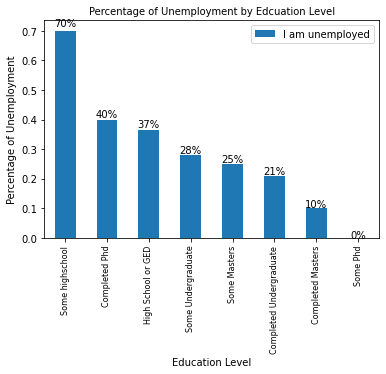 Percentage of Unemployment by Edcuation Level
I am unemployed
Percentage of Unemployment
0.7
0.6
0.5
0.4
0.3
0.2
0.1
0.0
70%
40%
37%
28%
25%
21%
10%
0%
Some highschool
Completed Phd
High School or GED
Some Undergraduate
Some Masters
Completed Undergraduate
Completed Masters
Some Phd
Education Level